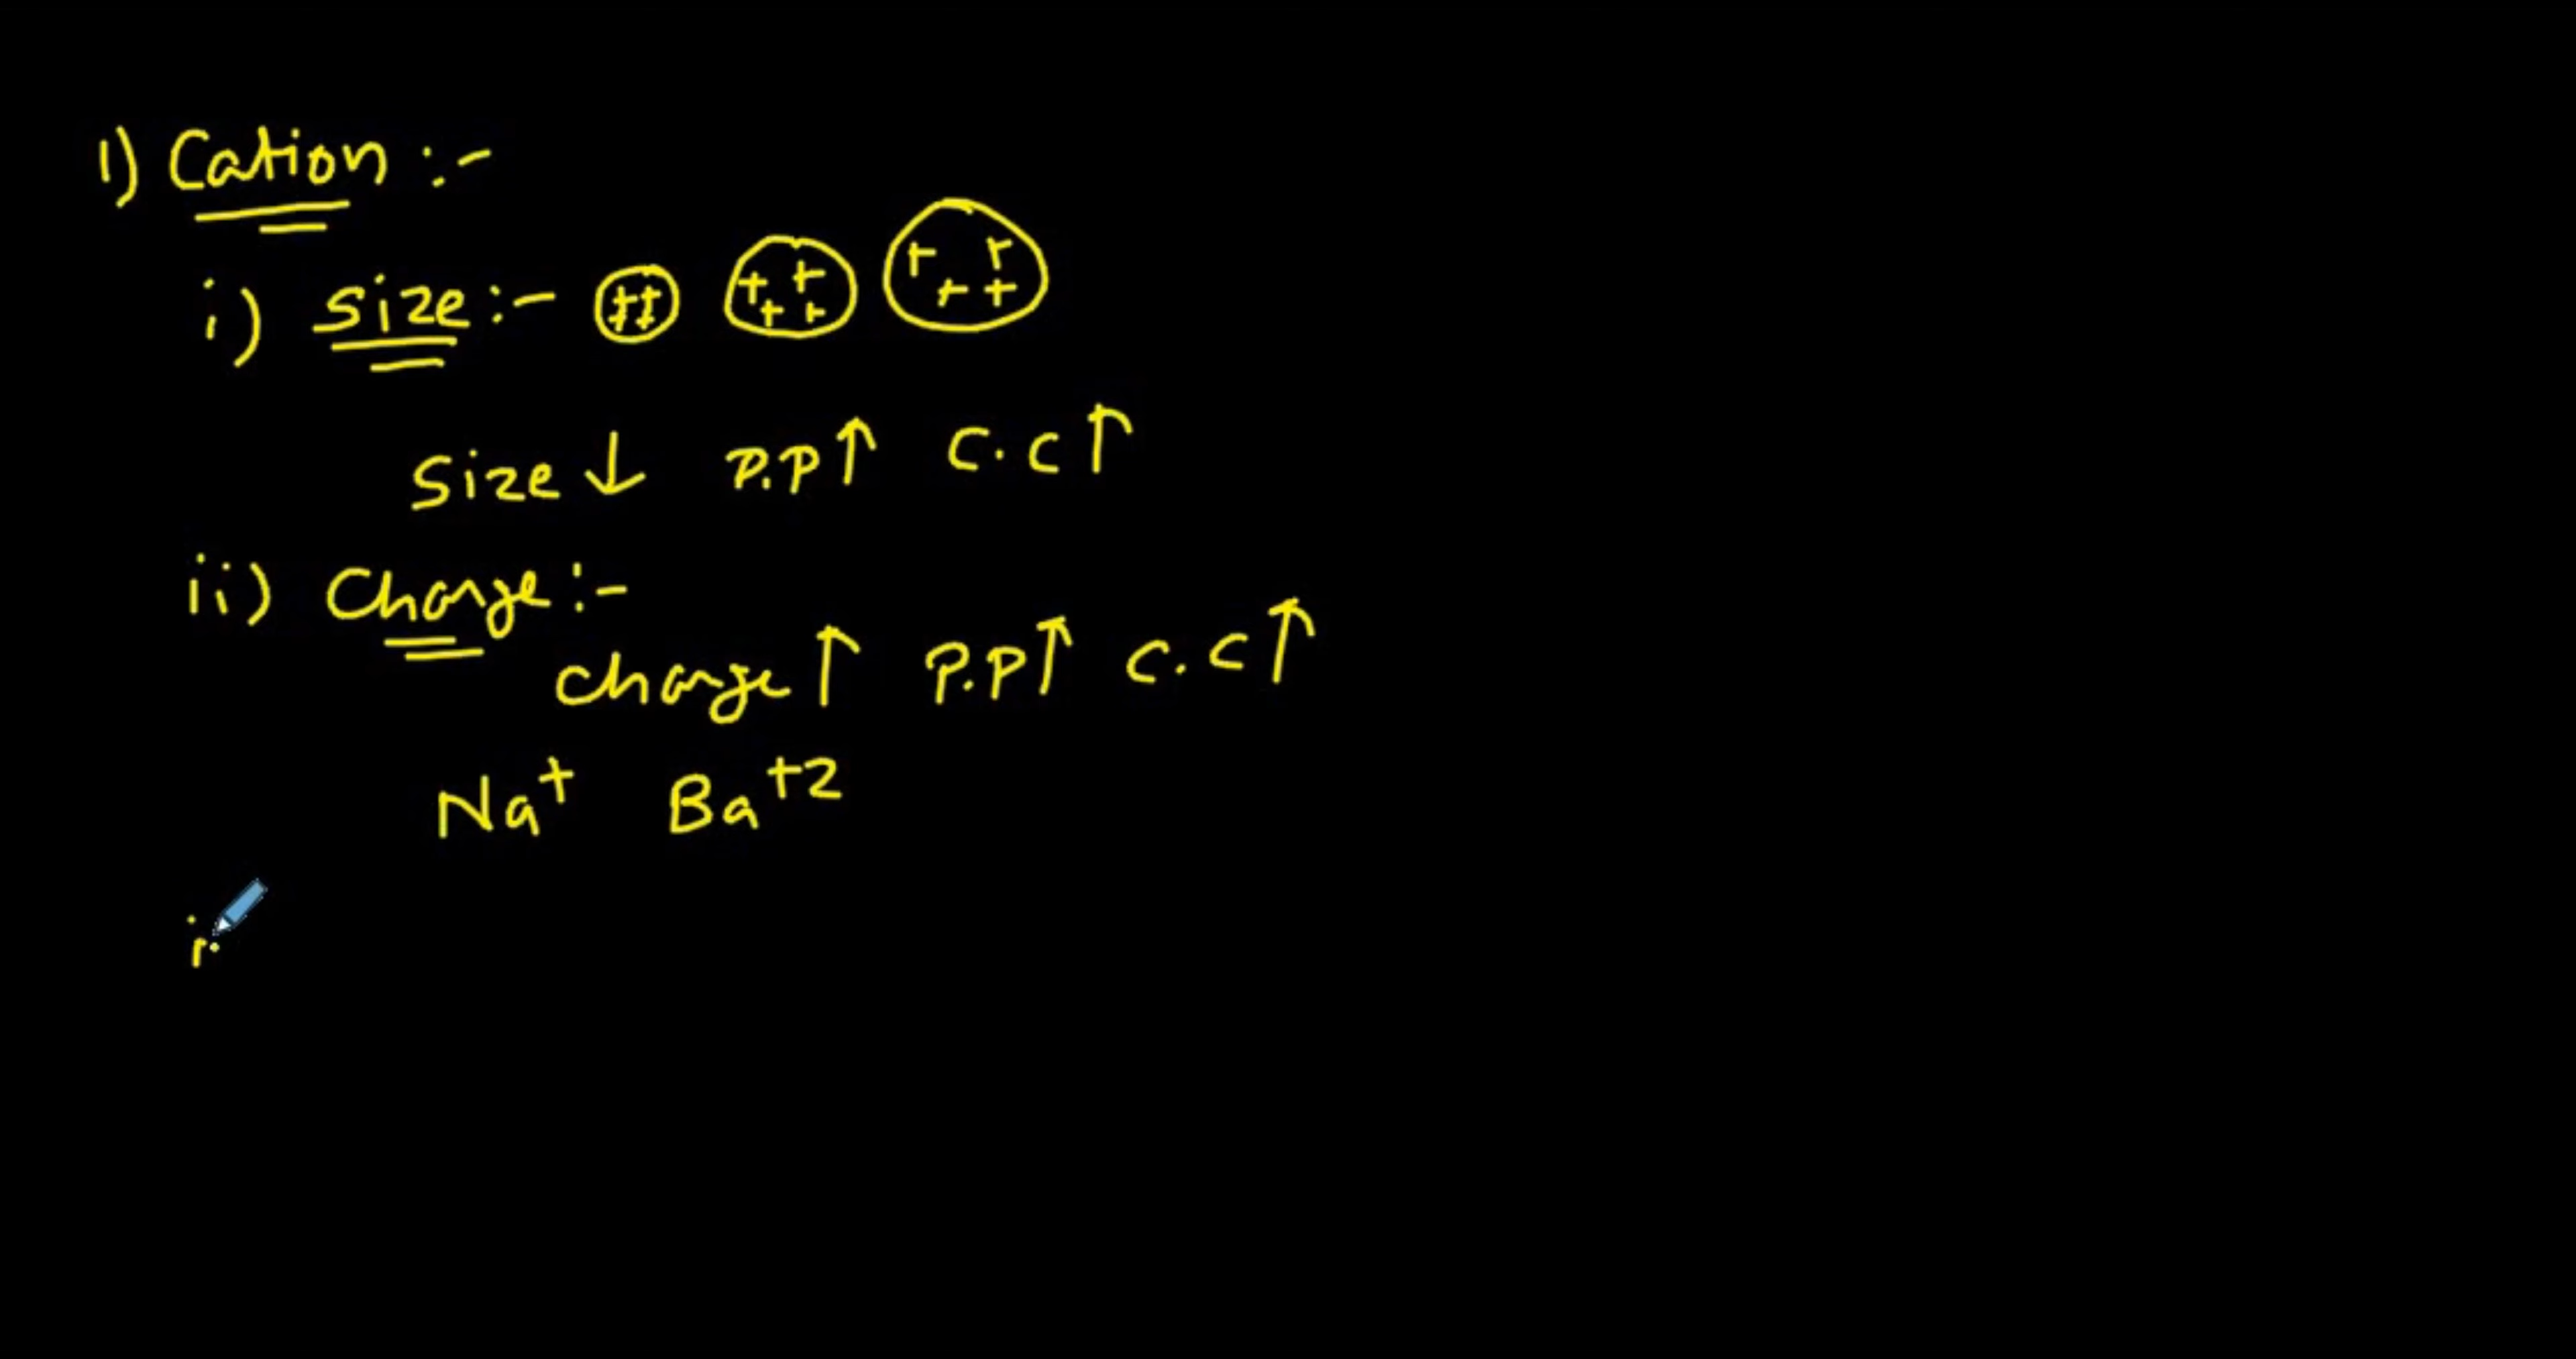 1) Cation :-
i) Size :- ++++ ++++ ++++
Size ↓ P.P ↑ C.C ↑
ii) Charge :-
Charge ↑ P.P ↑ C.C ↑
Na+ Ba+2
i